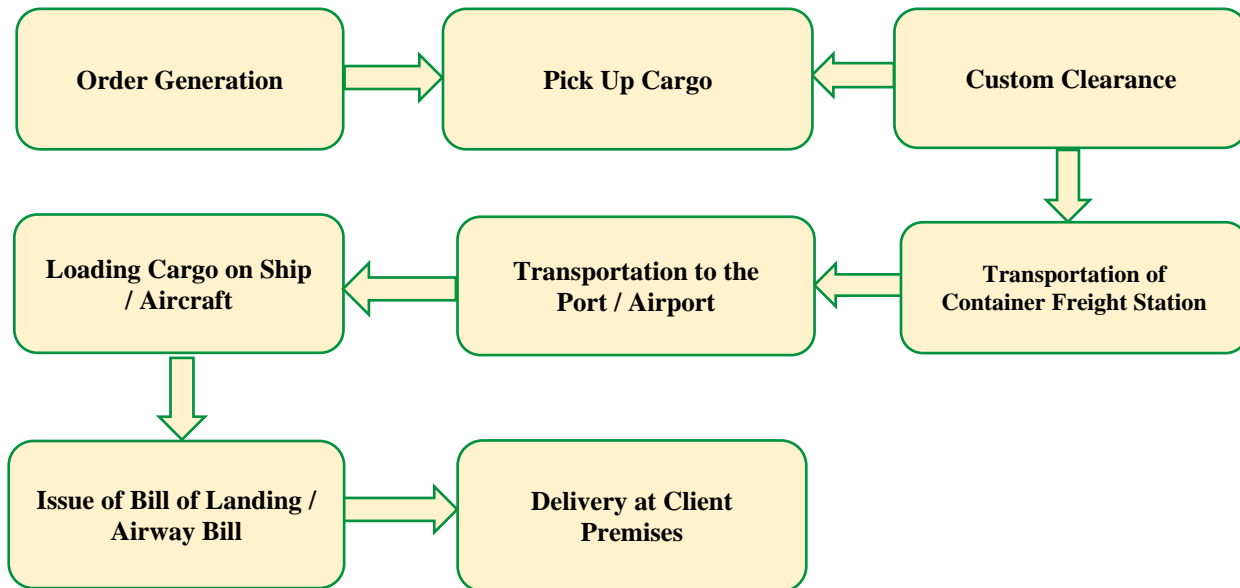 Order Generation
Pick Up Cargo
Custom Clearance
Loading Cargo on Ship
/ Aircraft
Transportation to the
Port / Airport
Transportation of
Container Freight Station
Issue of Bill of Landing /
Airway Bill
Delivery at Client
Premises